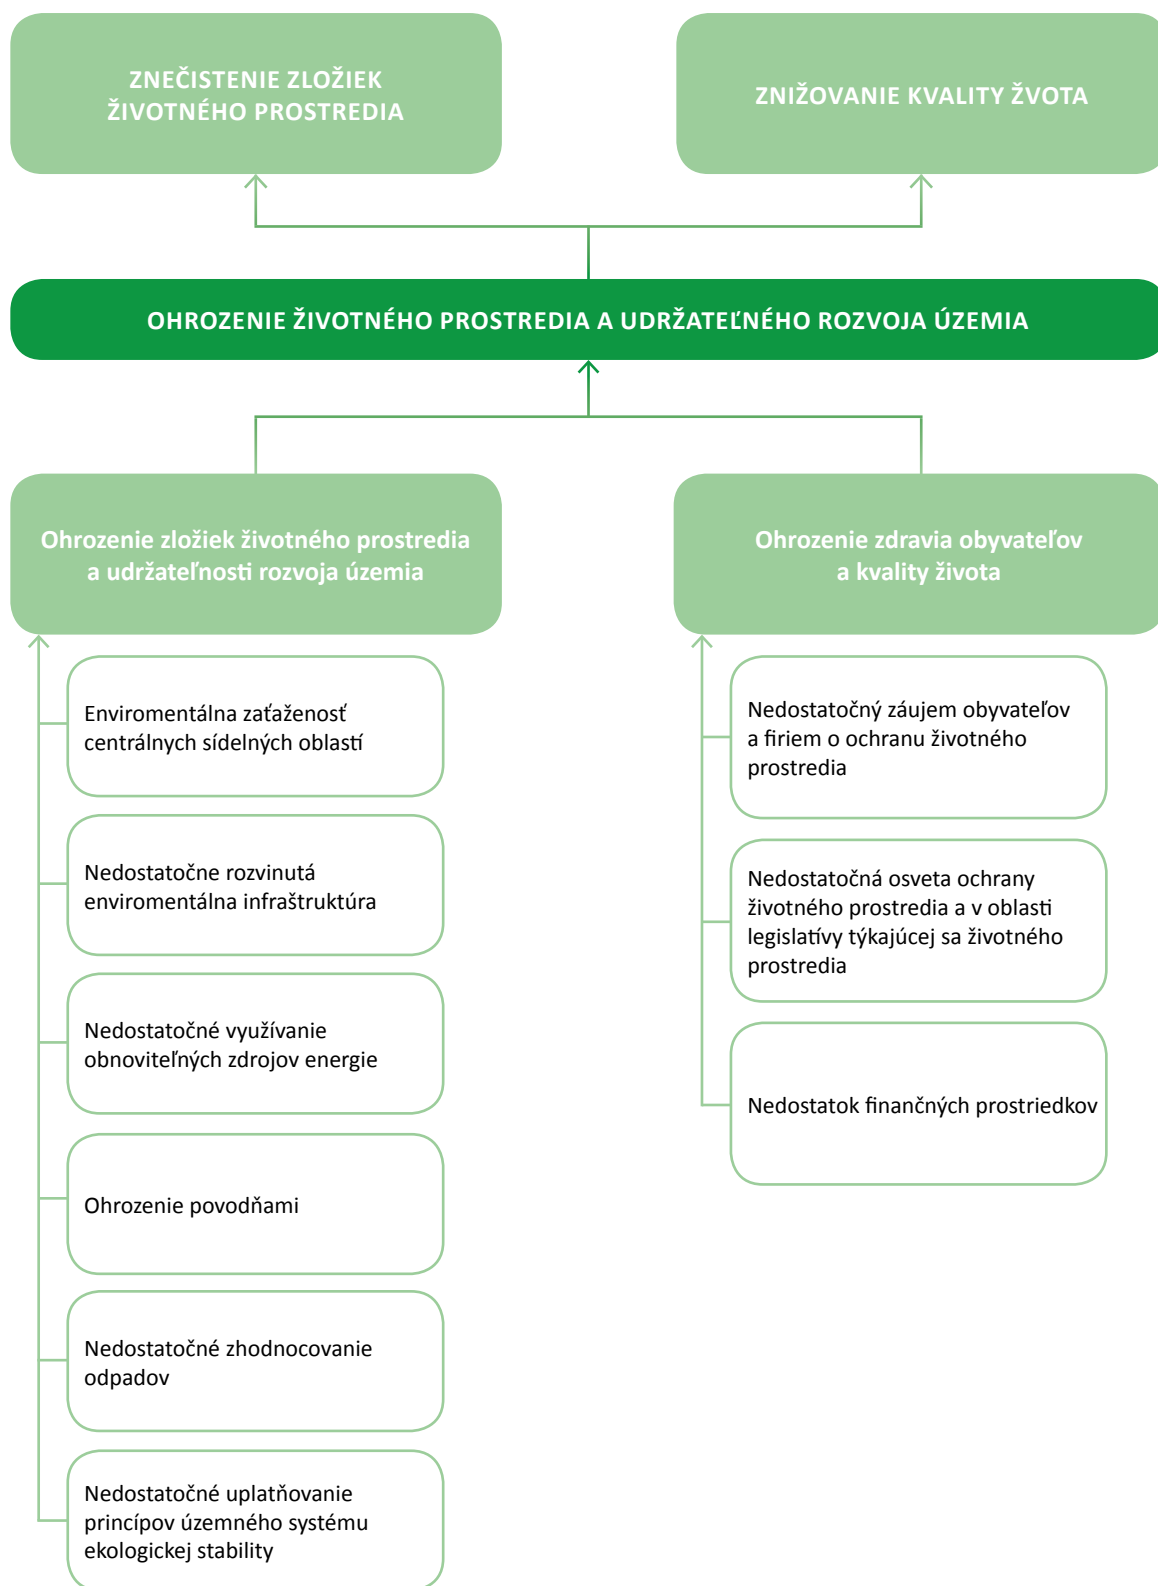 ZNEČISTENIE ZLOŽIEK
ŽIVOTNÉHO PROSTREDIA
ZNIŽOVANIE KVALITY ŽVOTA
OHROZENIE ŽIVOTNÉHO PROSTREDIA A UDRŽATEĽNÉHO ROZVOJA ÚZEMIA
Ohrozenie zložiek životného prostredia
a udržateľnosti rozvoja územia
Enviromentálna zaťaženosť
centrálnych sídelných oblastí
Nedostatočne rozvinutá
enviromentálna infraštruktúra
Nedostatočné využívanie
obnoviteľných zdrojov energie
Ohrozenie povodňami
Nedostatočné zhodnocovanie
odpadov
Nedostatočné uplatňovanie
princípov územného systému
ekologickej stability
Ohrozenie zdravia obyvateľov
a kvality života
Nedostatočný záujem obyvateľov
a firiem o ochranu životného
prostredia
Nedostatočná osveta ochrany
životného prostredia a v oblasti
legislatívy týkajúcej sa životného
prostredia
Nedostatok finančných prostriedkov